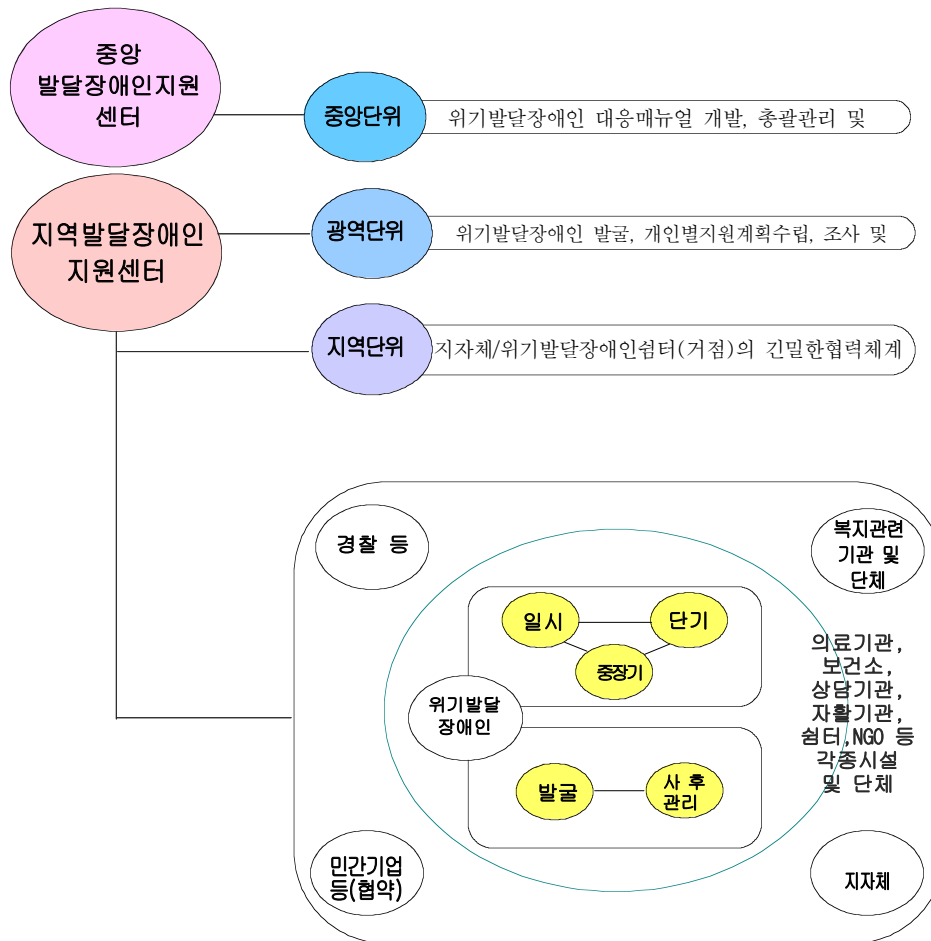 중앙
발달장애인지원
센터
중앙단위
위기발달장애인 대응매뉴얼 개발, 총괄관리 및
지역발달장애인
지원센터
광역단위
위기발달장애인 발굴, 개인별지원계획수립, 조사 및
지역단위
지자체/위기발달장애인쉼터(거점)의 긴밀한협력체계
경찰 등
복지관련
기관 및
단체
일시
단기
중장기
위기발달
장애인
의료기관,
보건소,
상담기관,
자활기관,
쉼터,NGO 등
각종시설
및 단체
발굴
사 후
관리
민간기업
등(협약)
지자체